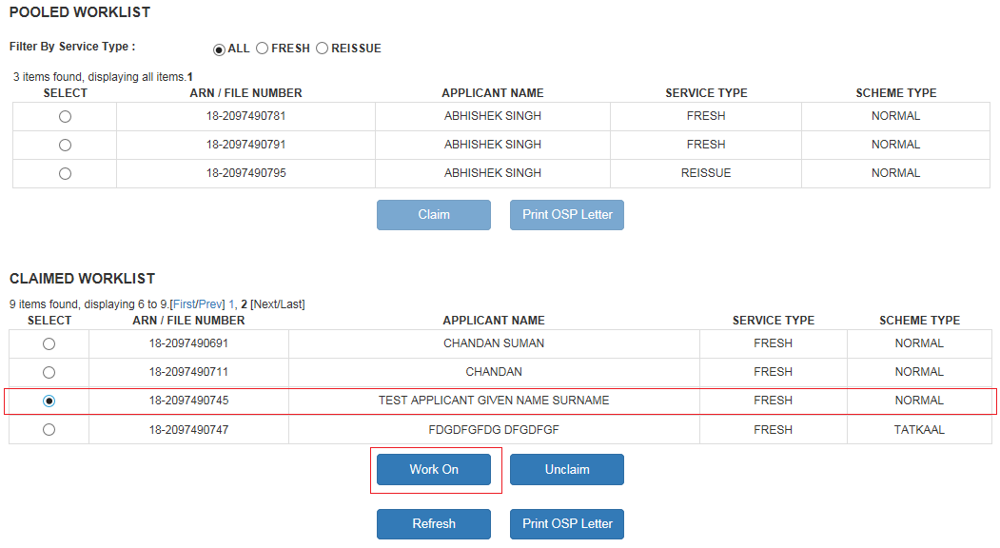 POOLED WORKLIST
Filter By Service Type : ALL FRESH REISSUE
3 items found, displaying all items.1
SELECT ARN / FILE NUMBER APPLICANT NAME SERVICE TYPE SCHEME TYPE
18-2097490781 ABHISHEK SINGH FRESH NORMAL
18-2097490791 ABHISHEK SINGH FRESH NORMAL
18-2097490795 ABHISHEK SINGH REISSUE NORMAL
Claim Print OSP Letter
CLAIMED WORKLIST
9 items found, displaying 6 to 9.[First/Prev] 1, 2 [Next/Last]
SELECT ARN / FILE NUMBER APPLICANT NAME SERVICE TYPE SCHEME TYPE
18-2097490691 CHANDAN SUMAN FRESH NORMAL
18-2097490711 CHANDAN FRESH NORMAL
18-2097490745 TEST APPLICANT GIVEN NAME SURNAME FRESH NORMAL
18-2097490747 FDGDFGFDG DFGDFGF FRESH TATKAAL
Work On Unclaim
Refresh Print OSP Letter